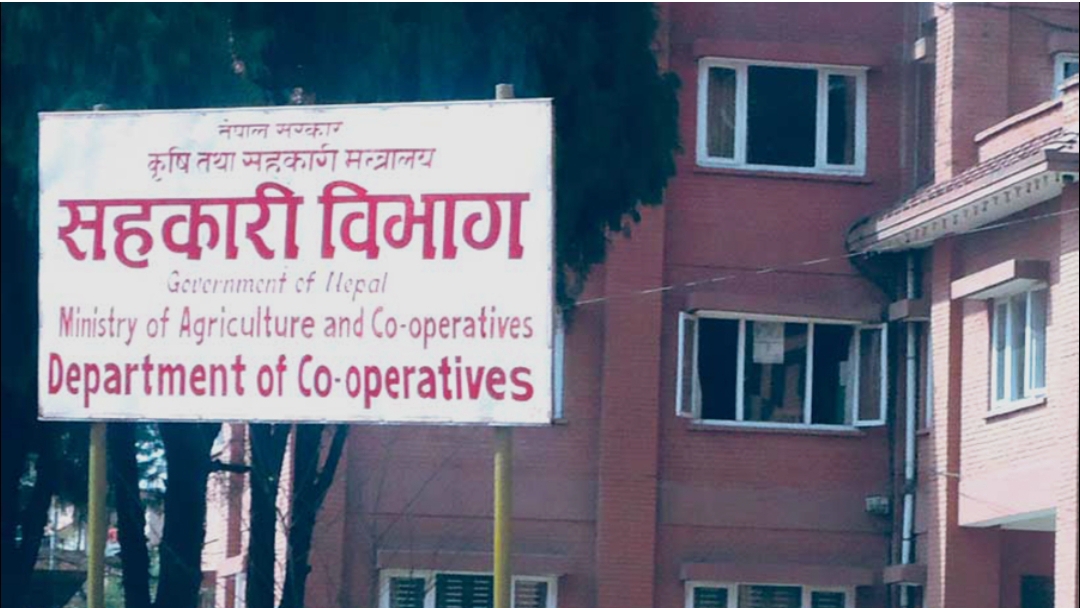 नेपाल सरकार
कृषि तथा सहकारी मन्त्रालय
सहकारी विभाग
Government of Nepal
Ministry of Agriculture and Co-operatives
Department of Co-operatives